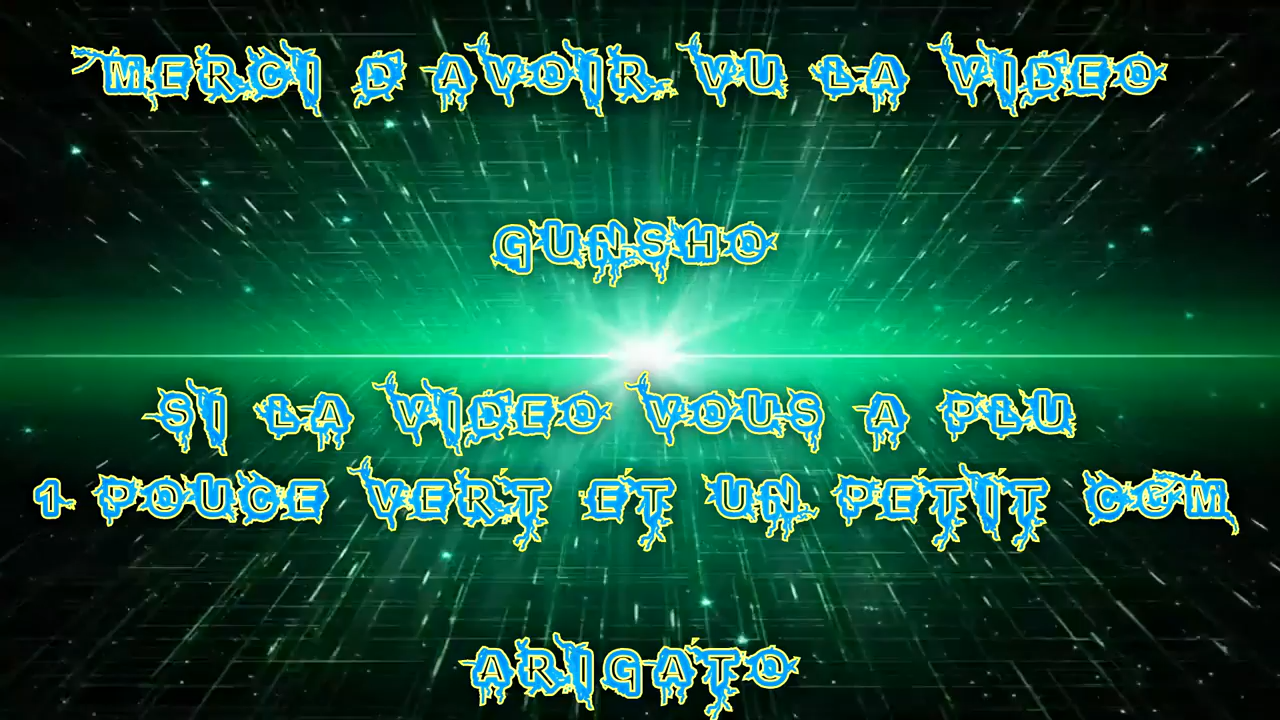 MERCI D AVOIR VU LA VIDEO
GUNSHO
SI LA VIDEO VOUS A PLU
1 POUCE VERT ET UN PETIT COM
ARIGATO